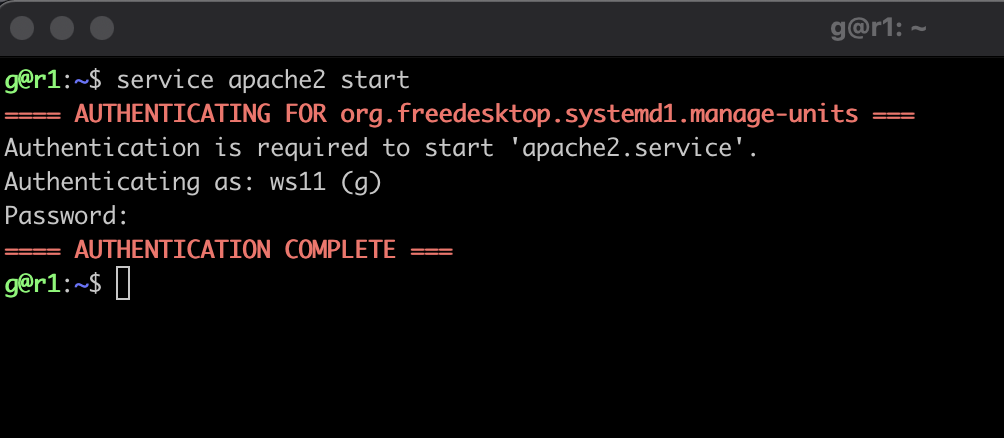 g@r1: ~
g@r1:~$ service apache2 start
==== AUTHENTICATING FOR org.freedesktop.systemd1.manage-units ===
Authentication is required to start 'apache2.service'.
Authenticating as: ws11 (g)
Password:
==== AUTHENTICATION COMPLETE ===
g@r1:~$